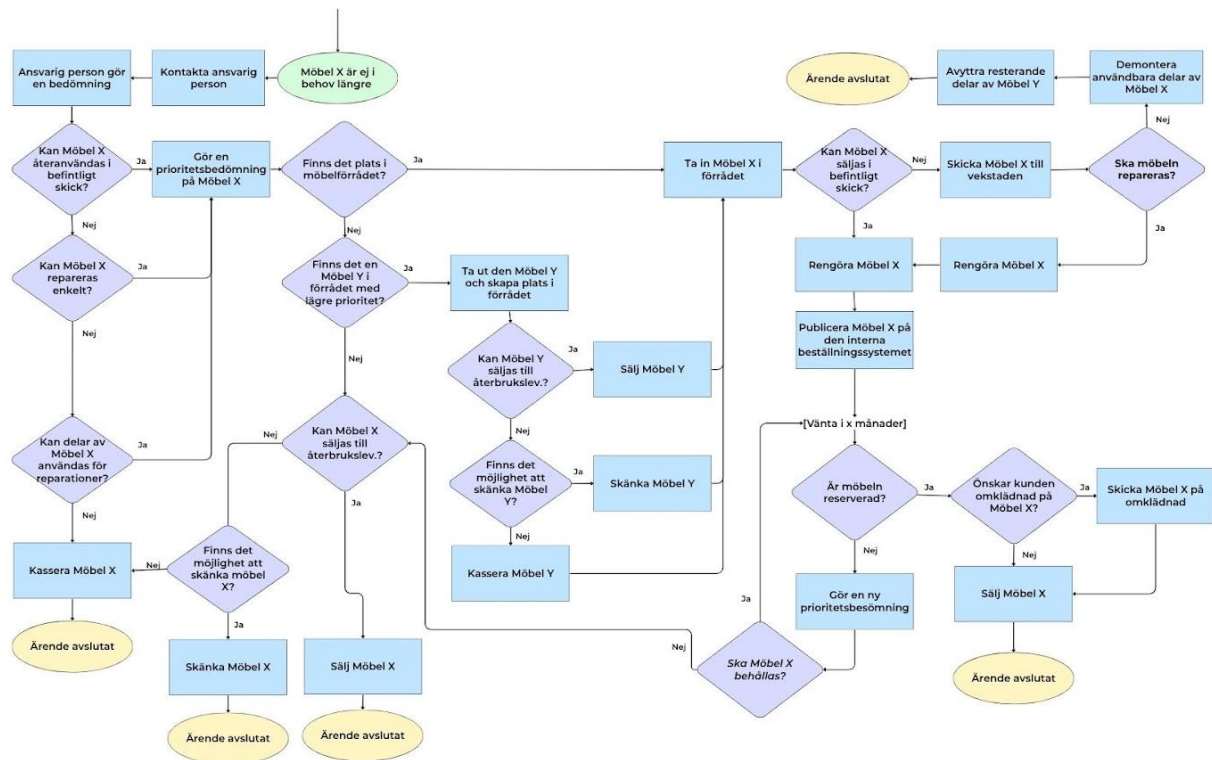 Ansvarig person gör
en bedömning
Kontakta ansvarig
person
Möbel X är ej i
behov längre
Ärende avslutat
Avyttra resterande
delar av Möbel Y
Demontera
användbara delar av
Möbel X
Nej
Kan Möbel X
återanvändas i
befintligt
skick?
Ja
Gör en
prioritetsbedömning
på Möbel X
Finns det plats i
möbelförrådet?
Ja
Ta in Möbel X i
förrådet
Kan Möbel X
säljas i
befintligt
skick?
Nej
Skicka Möbel X till
vekstaden
Ska möbeln
repareras?
Nej
Nej
Ja
Ja
Kan Möbel X
repareras
enkelt?
Ja
Finns det en
Möbel Y i
förrådet med
lägre prioritet?
Ja
Ta ut den Möbel Y
och skapa plats i
förrådet
Rengöra Möbel X
Rengöra Möbel X
Nej
Nej
Publicera Möbel X på
den interna
beställningssystemet
Kan Möbel Y
säljas till
återbrukslev.?
Ja
Sälj Möbel Y
Kan delar av
Möbel X
användas för
reparationer?
Ja
Nej
Kan Möbel X
säljas till
återbrukslev.?
Nej
[Vänta i x månader]
Finns det
möjlighet att
skänka Möbel
Y?
Ja
Skänka Möbel Y
Är möbeln
reserverad?
Ja
Önskar kunden
omklädnad på
Möbel X?
Ja
Skicka Möbel X på
omklädnad
Nej
Ja
Nej
Nej
Nej
Kassera Möbel X
Nej
Finns det
möjlighet att
skänka möbel
X?
Kassera Möbel Y
Gör en ny
prioritetsbesömning
Sälj Möbel X
Ja
Ja
Ärende avslutat
Skänka Möbel X
Sälj Möbel X
Nej
Ska Möbel X
behållas?
Ärende avslutat
Ärende avslutat
Ärende avslutat